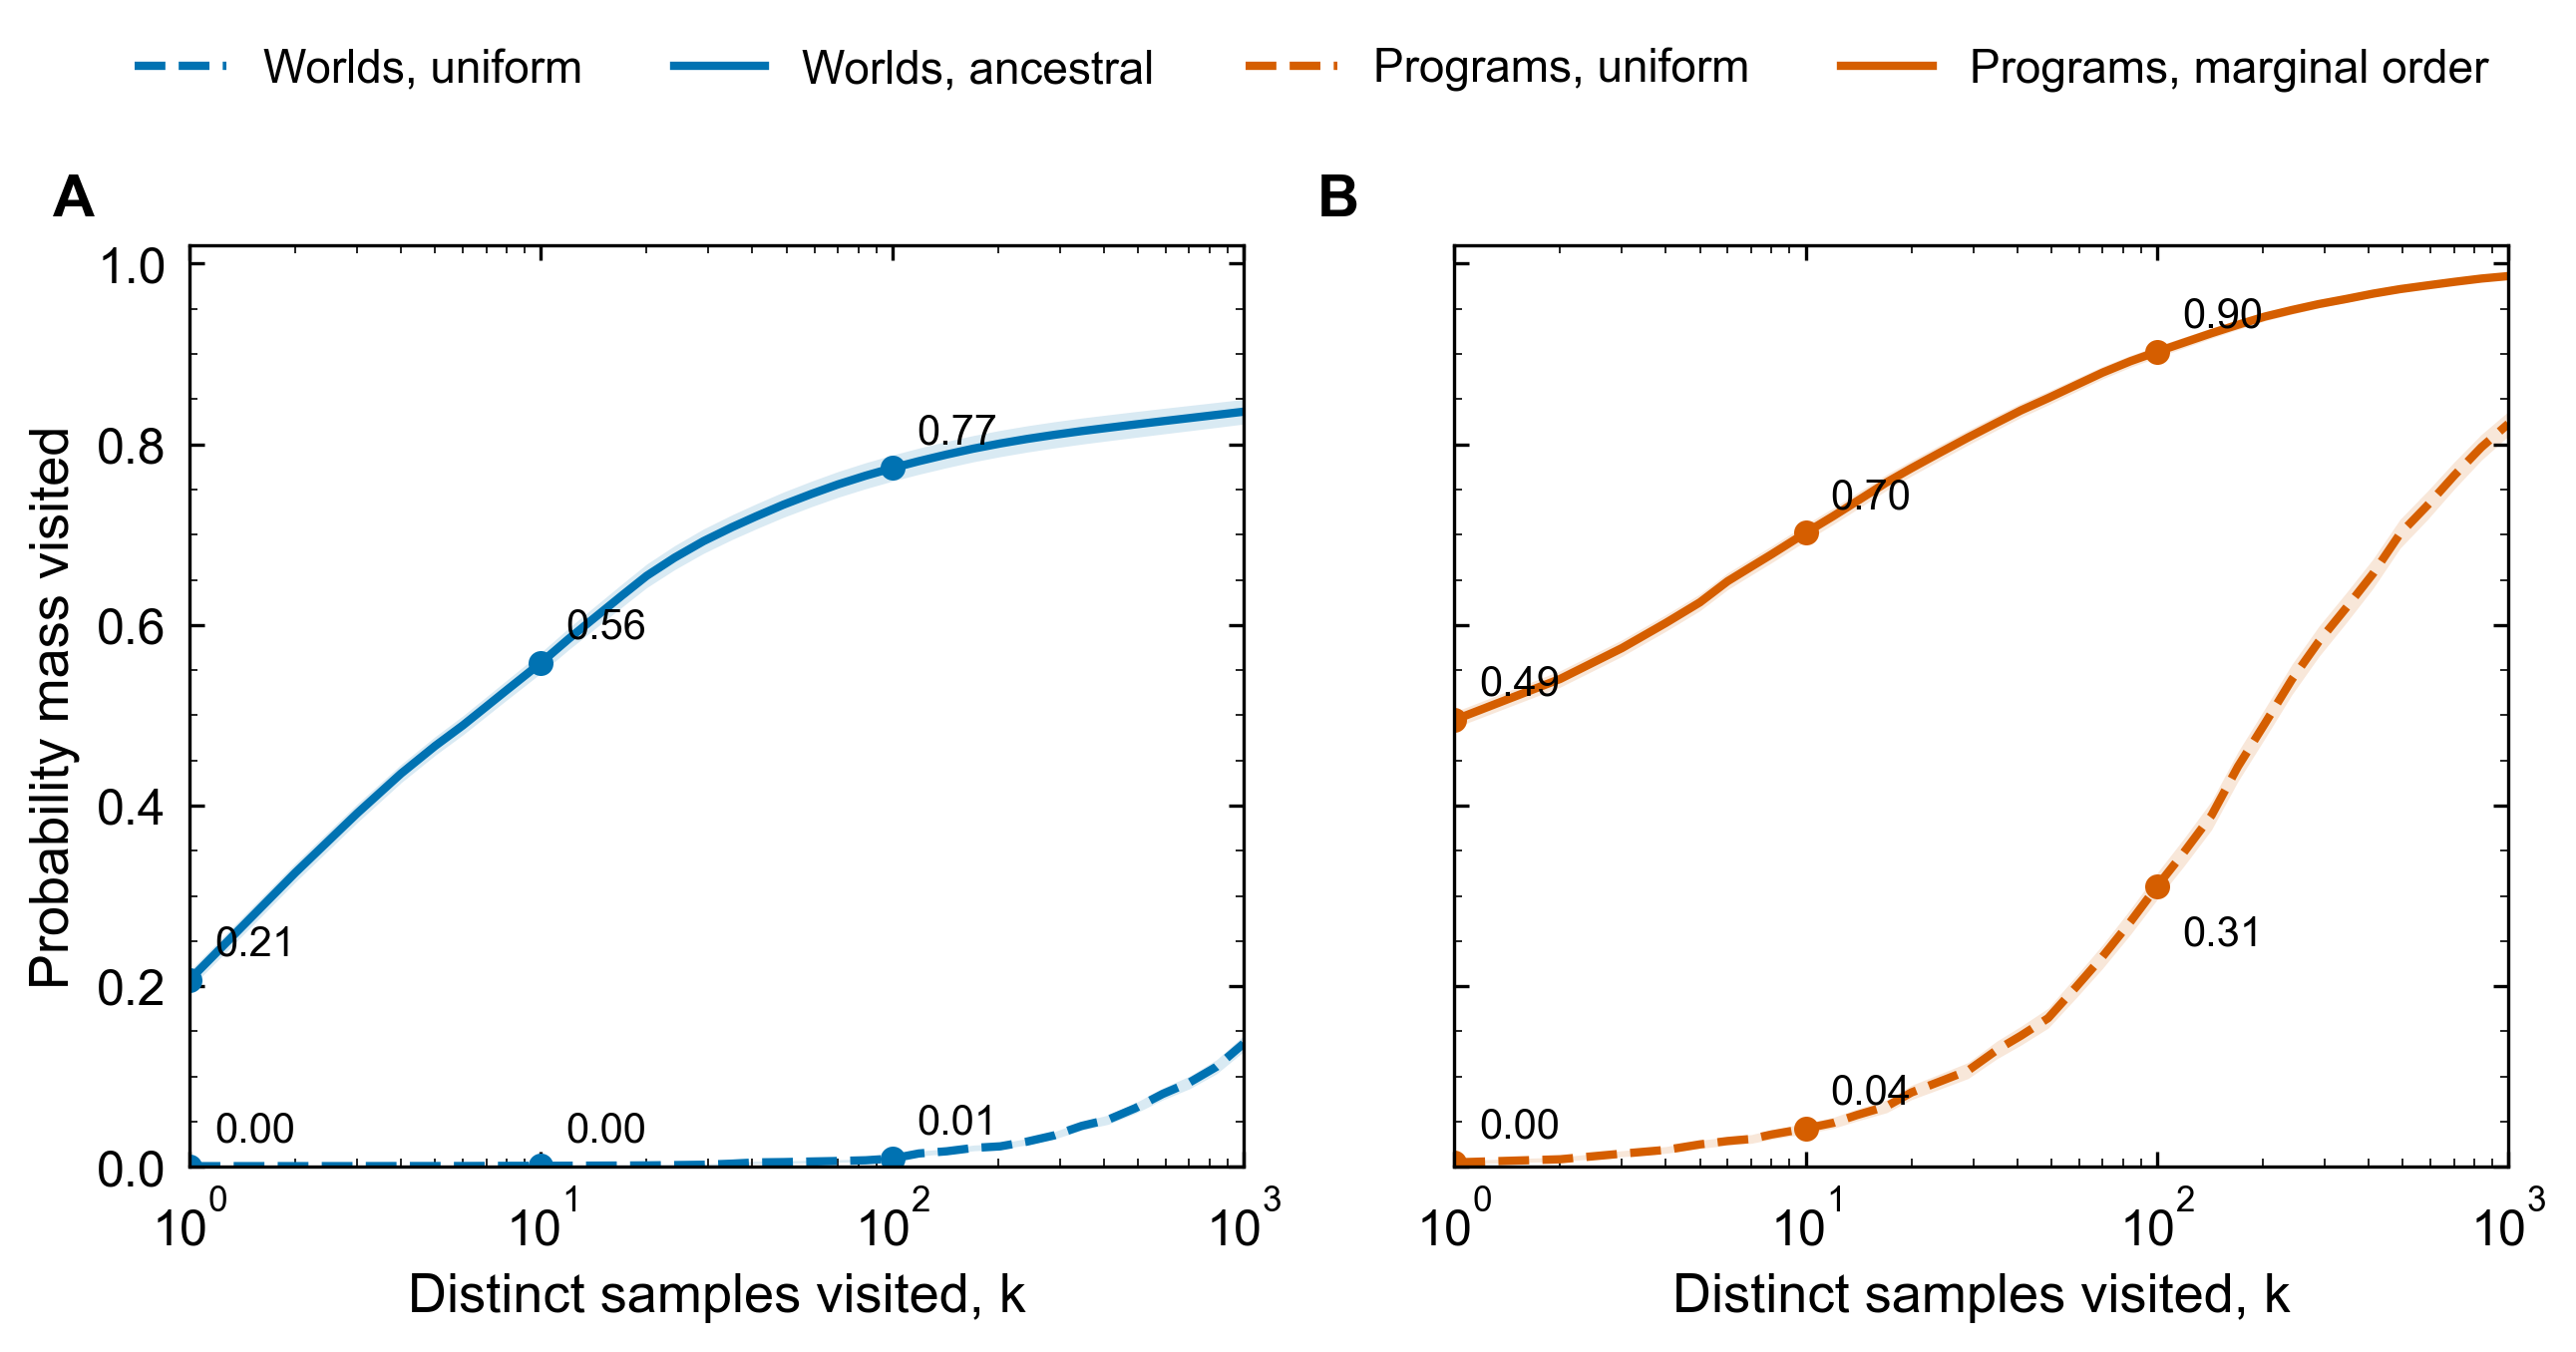 Worlds, uniform Worlds, ancestral Programs, uniform Programs, marginal order
A B
1.0
0.8
0.6
0.4
0.2
0.0
Probability mass visited
0.77
0.56
0.21
0.00 0.00 0.01
10^0 10^1 10^2 10^3
Distinct samples visited, k
0.90
0.70
0.49
0.31
0.04
0.00
10^0 10^1 10^2 10^3
Distinct samples visited, k